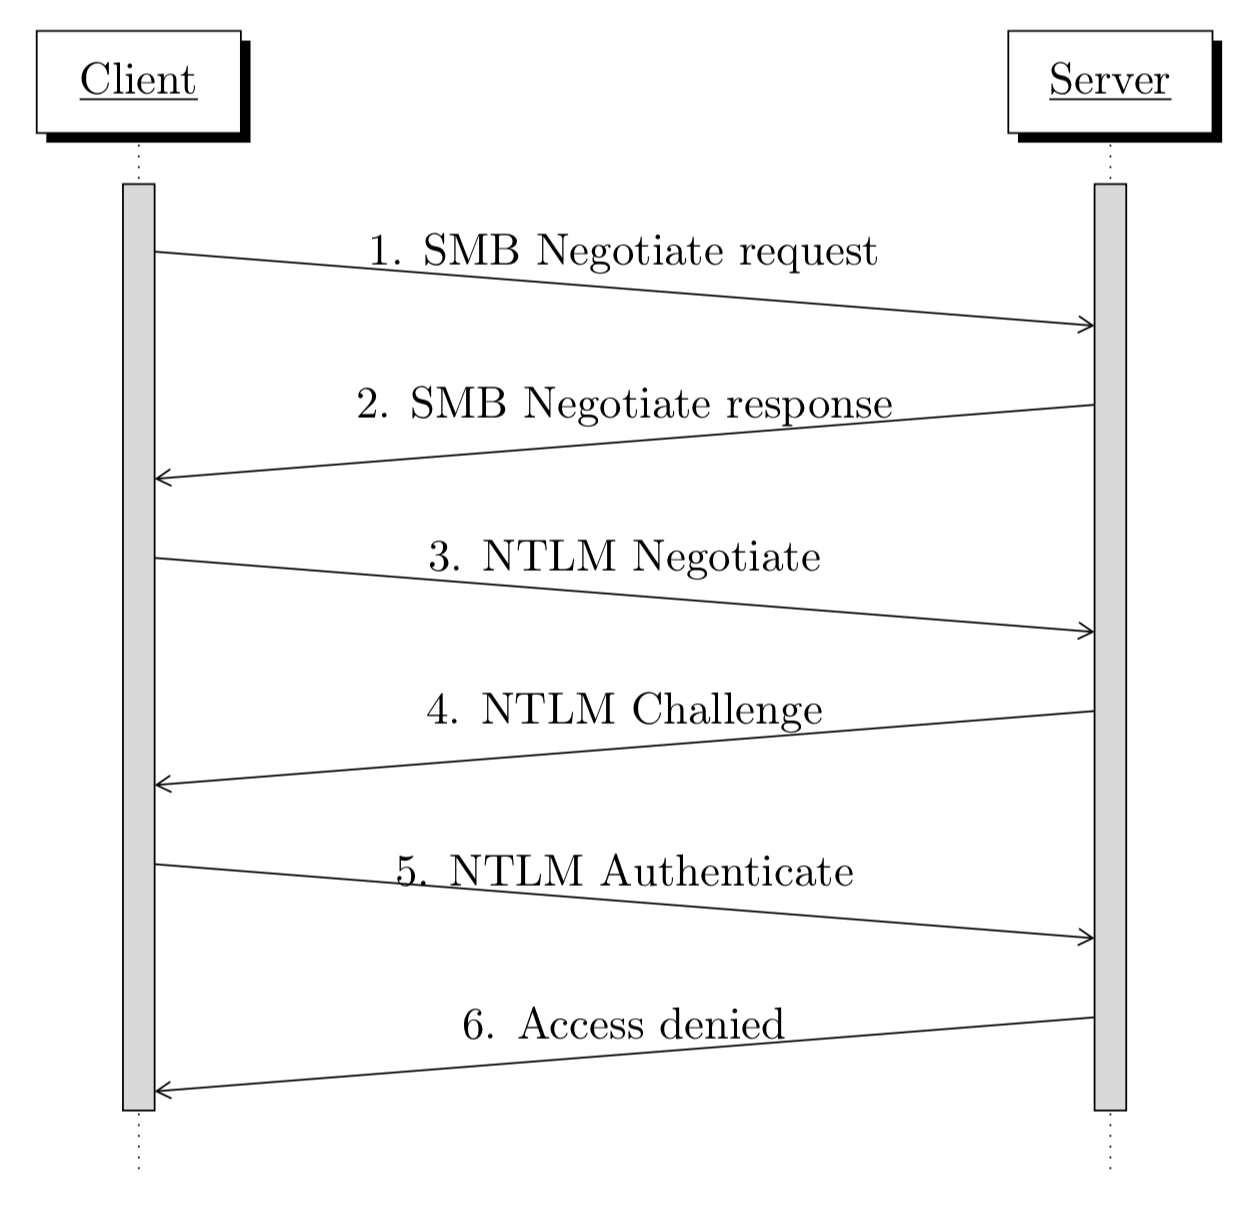 Client
Server
1. SMB Negotiate request
2. SMB Negotiate response
3. NTLM Negotiate
4. NTLM Challenge
5. NTLM Authenticate
6. Access denied